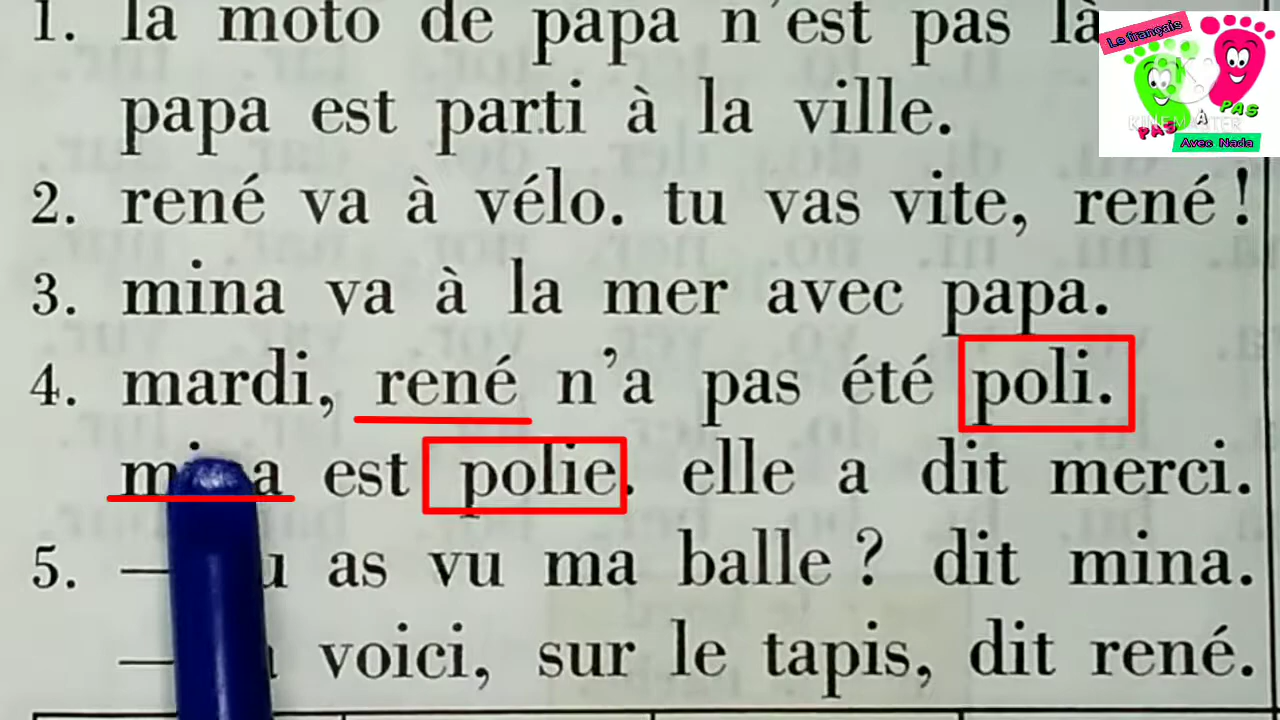 1. la moto de papa n'est pas là
papa est parti à la ville.
2. rené va à vélo. tu vas vite, rené !
3. mina va à la mer avec papa.
4. mardi, rené n'a pas été poli.
mina est polie. elle a dit merci.
5. — as vu ma balle ? dit mina.
— voici, sur le tapis, dit rené.
Le français
PAS A PAS
KINEMASTER
Avec Nada